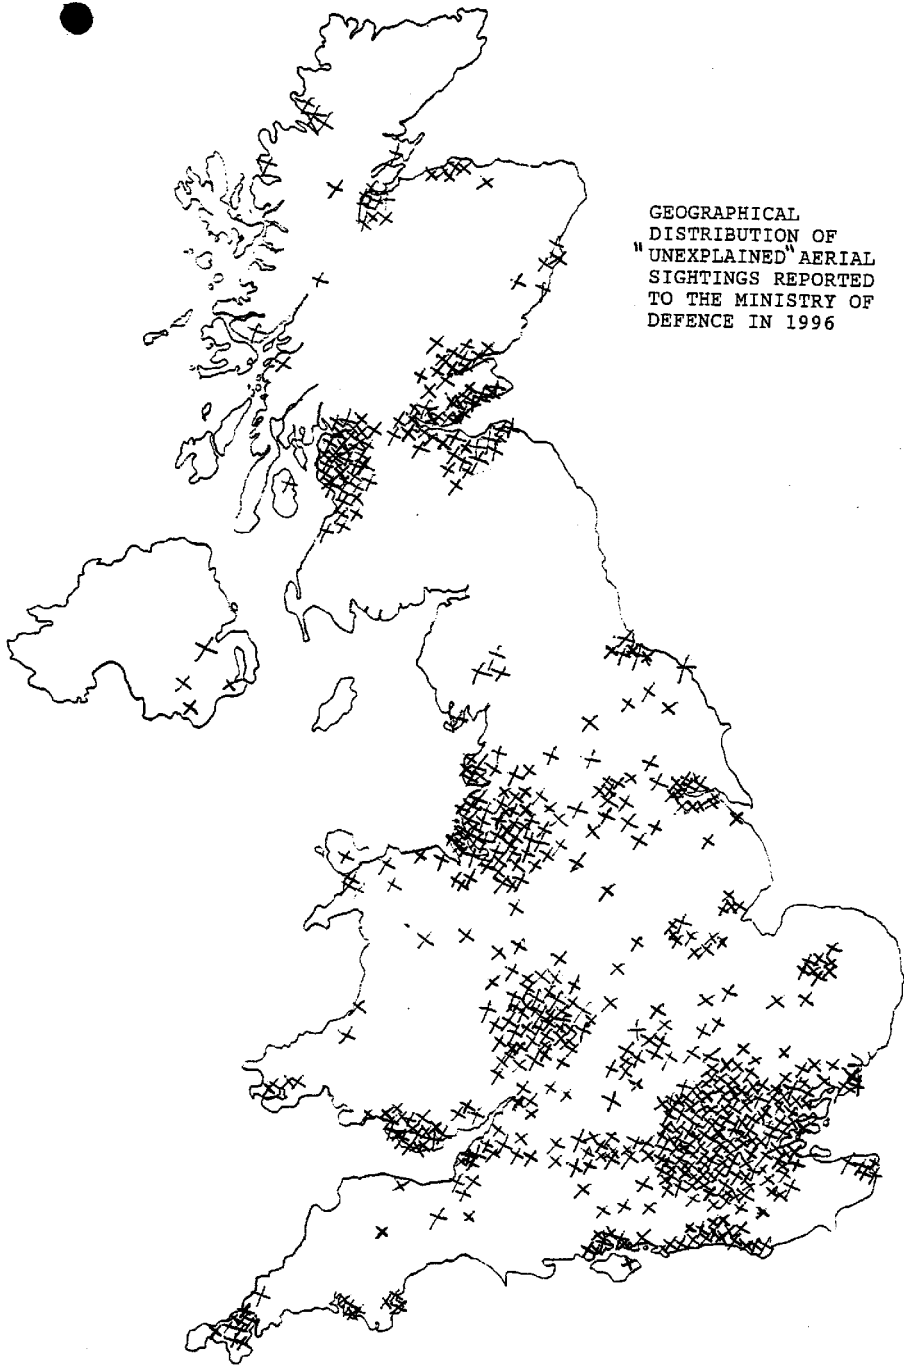 GEOGRAPHICAL
DISTRIBUTION OF
"UNEXPLAINED" AERIAL
SIGHTINGS REPORTED
TO THE MINISTRY OF
DEFENCE IN 1996